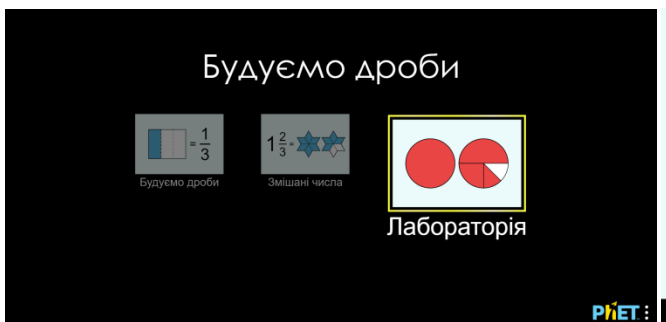 Будуємо дроби
= 1/3
1 2/3 =
Будуємо дроби
Змішані числа
Лабораторія
PhET